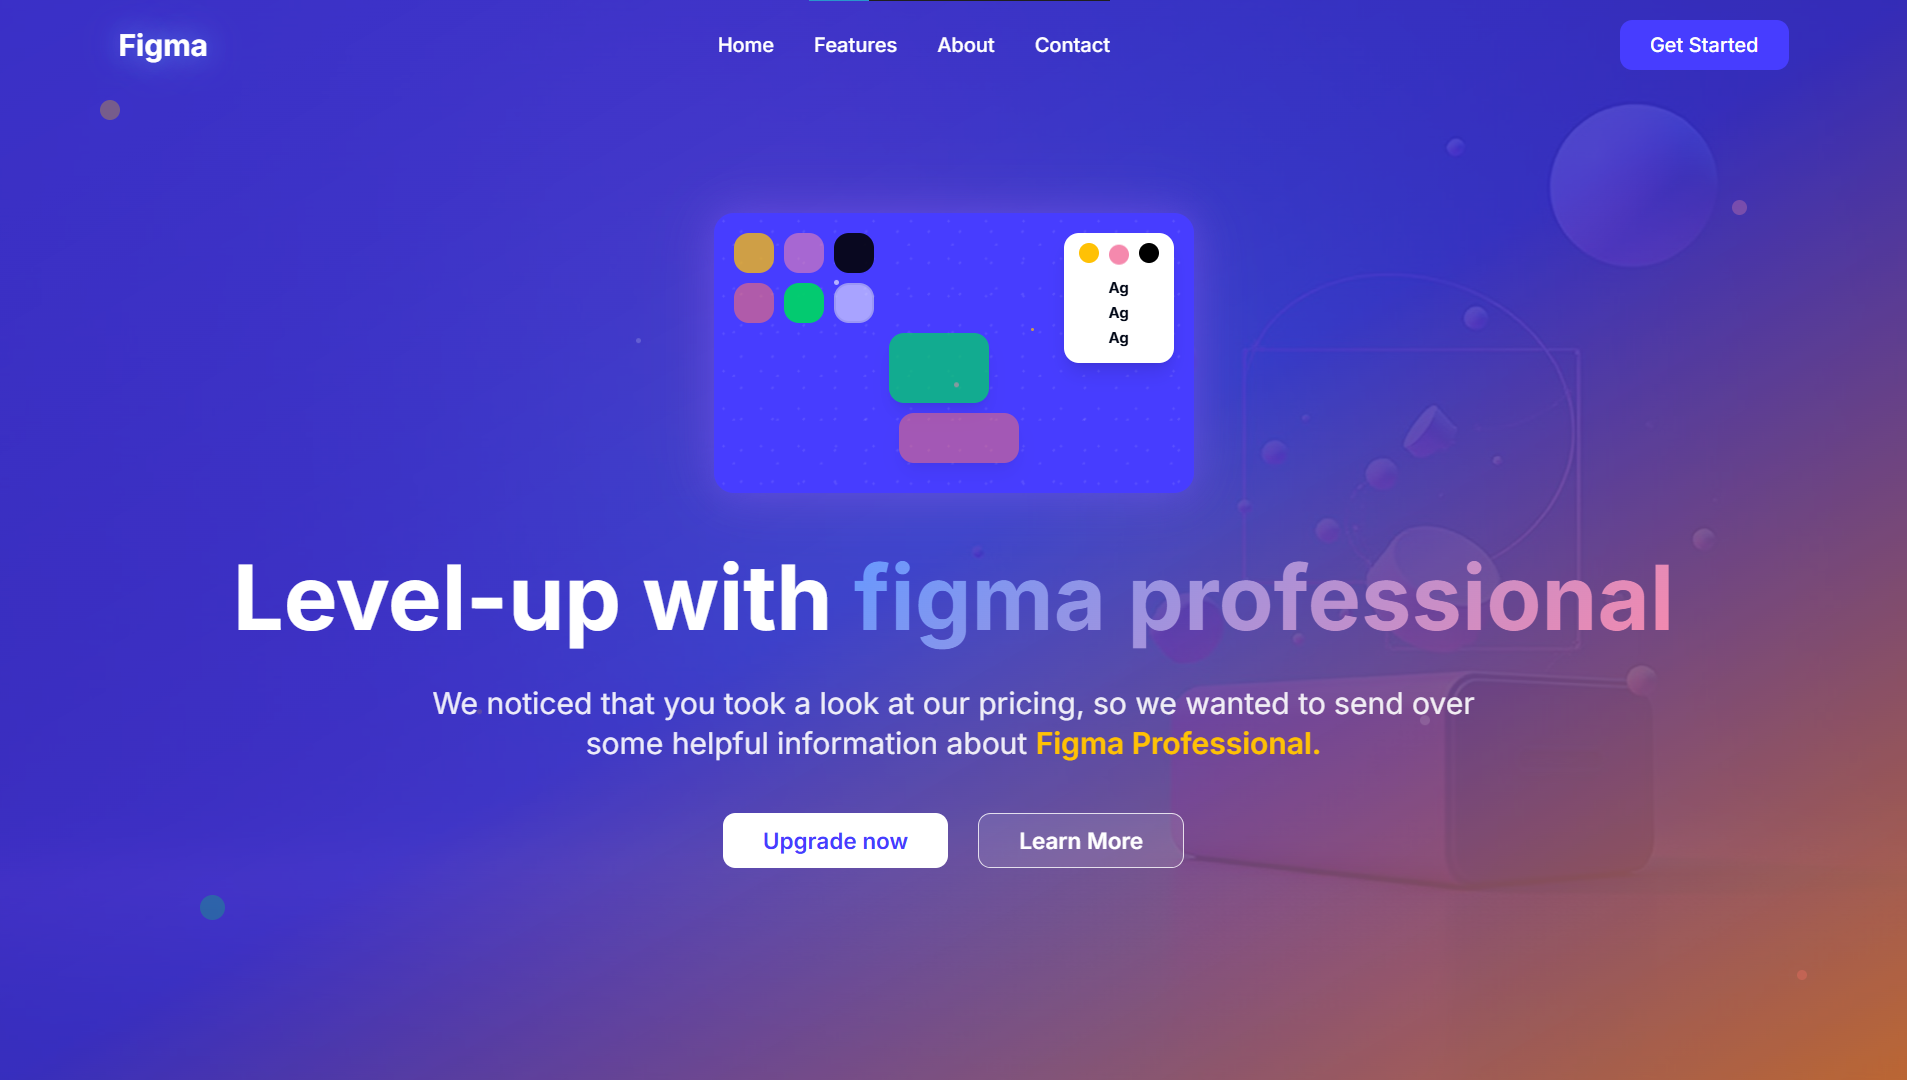 Figma
Home
Features
About
Contact
Get Started
Ag
Ag
Ag
Level-up with figma professional
We noticed that you took a look at our pricing, so we wanted to send over
some helpful information about Figma Professional.
Upgrade now
Learn More